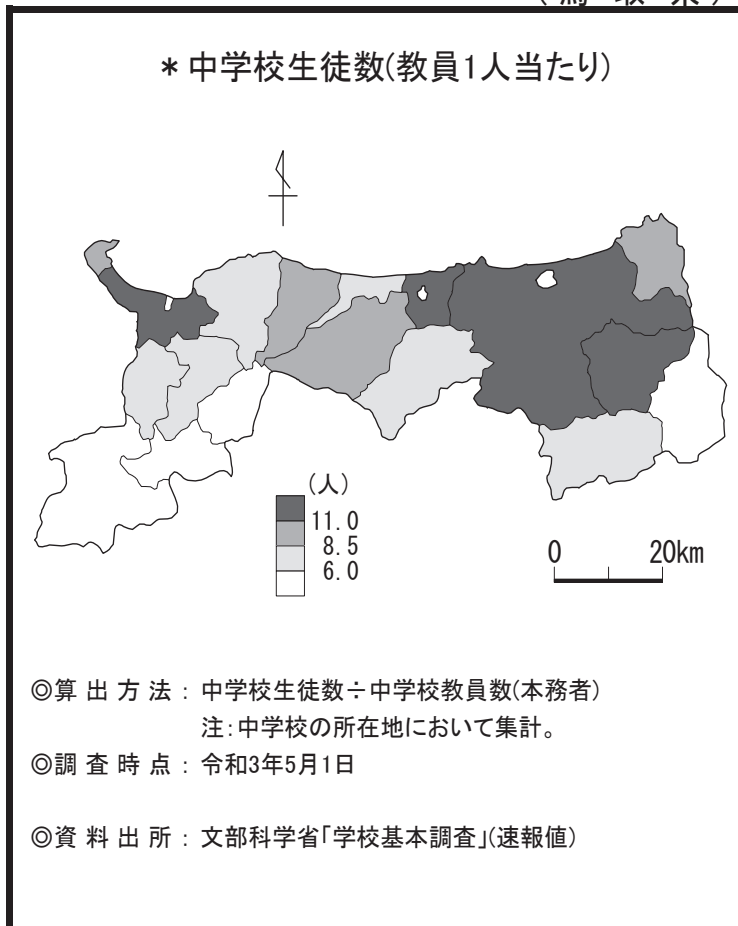 ＊中学校生徒数(教員1人当たり)
(人)
11.0
8.5
6.0
0 20km
◎算出方法：中学校生徒数÷中学校教員数(本務者)
注：中学校の所在地において集計。
◎調査時点：令和3年5月1日
◎資料出所：文部科学省「学校基本調査」(速報値)